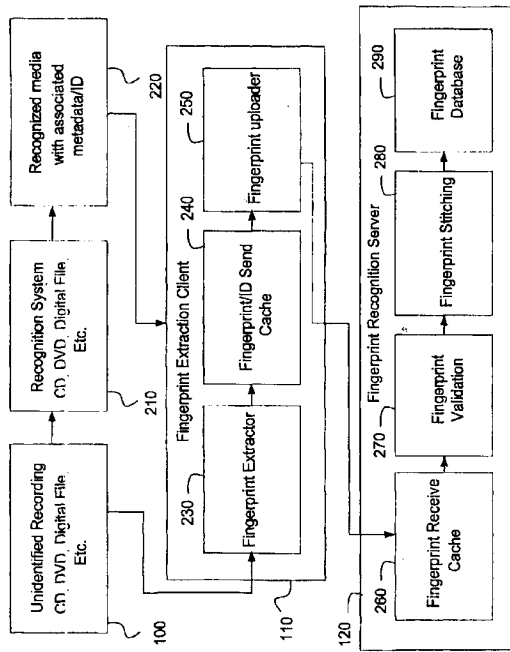 Unidentified Recording
CD, DVD, Digital File,
Etc.
100
Recognition System
CD, DVD, Digital File,
Etc.
210
Recognized media
with associated
metadata/ID
220
Fingerprint Extraction Client
110
230
Fingerprint Extractor
240
Fingerprint/ID Send
Cache
250
Fingerprint uploader
Fingerprint Recognition Server
120
260
Fingerprint Receive
Cache
270
Fingerprint
Validation
280
Fingerprint Stitching
290
Fingerprint
Database